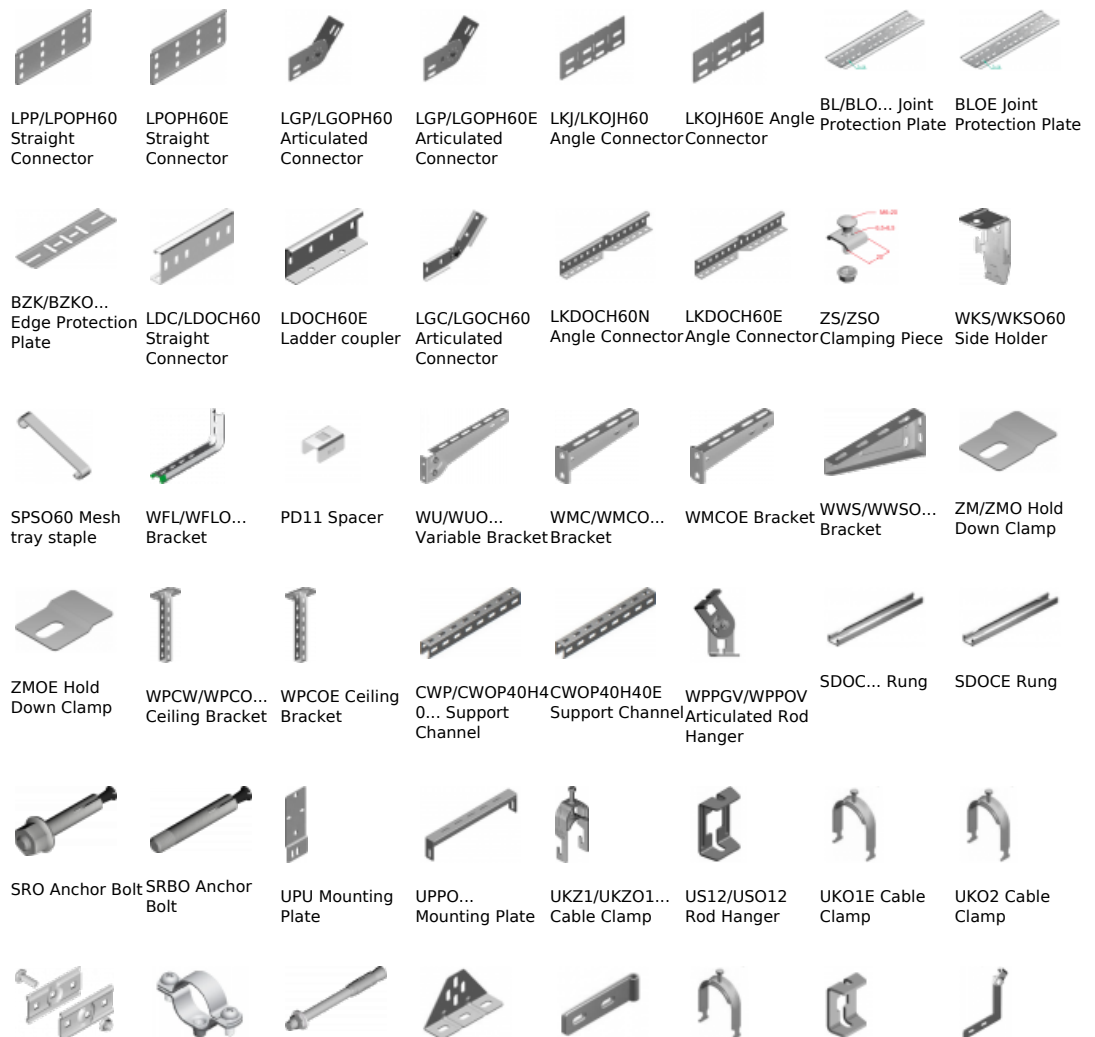 LPP/LPOPH60
Straight
Connector
LPOPH60E
Straight
Connector
LGP/LGOPH60
Articulated
Connector
LGP/LGOPH60E
Articulated
Connector
LKJ/LKOJH60
Angle Connector
LKOJH60E Angle
Connector
BL/BLO... Joint
Protection Plate
BLOE Joint
Protection Plate
BZK/BZKO...
Edge Protection
Plate
LDC/LDOCH60
Straight
Connector
LDOCH60E
Ladder coupler
LGC/LGOCH60
Articulated
Connector
LKDOCH60N
Angle Connector
LKDOCH60E
Angle Connector
ZS/ZSO
Clamping Piece
WKS/WKSO60
Side Holder
SPSO60 Mesh
tray staple
WFL/WFLO...
Bracket
PD11 Spacer
WU/WUO...
Variable Bracket
WMC/WMCO...
Bracket
WMCOE Bracket
WWS/WWSO...
Bracket
ZM/ZMO Hold
Down Clamp
ZMOE Hold
Down Clamp
WPCW/WPCO...
Ceiling Bracket
WPCOE Ceiling
Bracket
CWP/CWOP40H4
0... Support
Channel
CWOP40H40E
Support Channel
WPPGV/WPPOV
Articulated Rod
Hanger
SDOC... Rung
SDOCE Rung
SRO Anchor Bolt
SRBO Anchor
Bolt
UPU Mounting
Plate
UPPO...
Mounting Plate
UKZ1/UKZO1...
Cable Clamp
US12/USO12
Rod Hanger
UKO1E Cable
Clamp
UKO2 Cable
Clamp